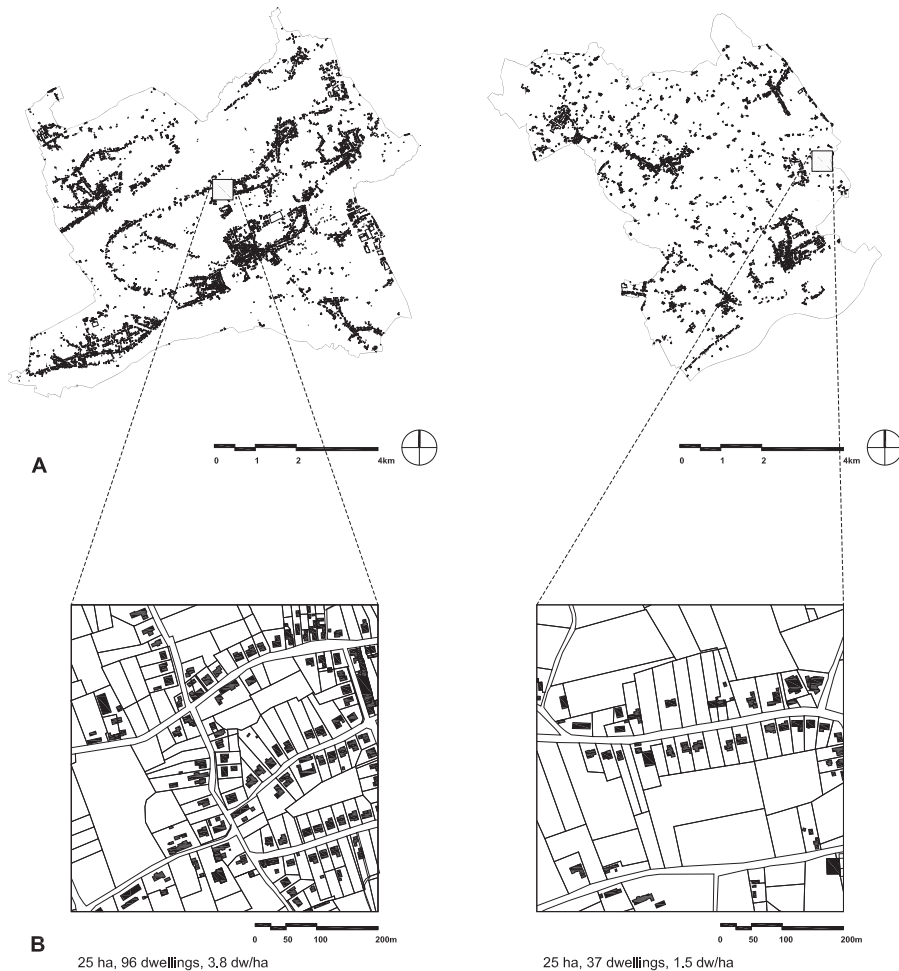 A
0 1 2 4km
0 1 2 4km
B
0 50 100 200m
0 50 100 200m
25 ha, 96 dwellings, 3.8 dw/ha
25 ha, 37 dwellings, 1.5 dw/ha